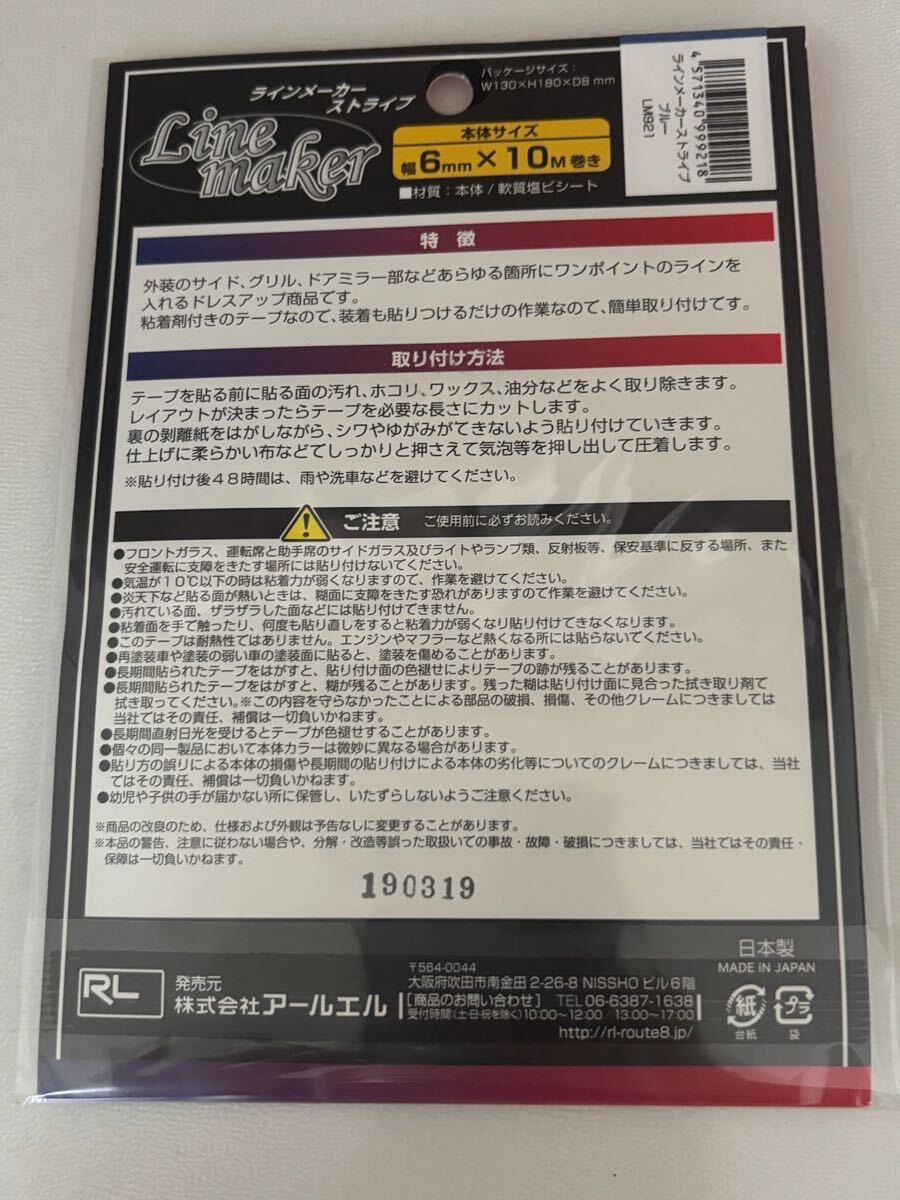 ラインメーカー
ストライプ
Line
maker
パッケージサイズ：
W130×H180×D8 mm
本体サイズ
幅6mm×10M巻き
■材質：本体/軟質塩ビシート
4571340999218
ラインメーカーストライプ
ブルー
LM921
特 徴
外装のサイド、グリル、ドアミラー部などあらゆる箇所にワンポイントのラインを
入れるドレスアップ商品です。
粘着剤付きのテープなので、装着も貼りつけるだけの作業なので、簡単取り付けです。
取り付け方法
テープを貼る前に貼る面の汚れ、ホコリ、ワックス、油分などをよく取り除きます。
レイアウトが決まったらテープを必要な長さにカットします。
裏の剝離紙をはがしながら、シワやゆがみができないよう貼り付けていきます。
仕上げに柔らかい布などでしっかりと押さえて気泡等を押し出して圧着します。
※貼り付け後48時間は、雨や洗車などを避けてください。
ご注意 ご使用前に必ずお読みください。
●フロントガラス、運転席と助手席のサイドガラス及びライトやランプ類、反射板等、保安基準に反する場所、また
安全運転に支障をきたす場所には貼り付けないでください。
●気温が10℃以下の時は粘着力が弱くなりますので、作業を避けてください。
●炎天下など貼る面が熱いときは、糊面に支障をきたす恐れがありますので作業を避けてください。
●汚れている面、ザラザラした面などには貼り付けできません。
●粘着面を手で触ったり、何度も貼り直しをすると粘着力が弱くなり貼り付けできなくなります。
●このテープは耐熱性ではありません。エンジンやマフラーなど熱くなる所には貼らないでください。
●再塗装車や塗装の弱い車の塗装面に貼ると、塗装を傷めることがあります。
●長期間貼られたテープをはがすと、貼り付け面の色褪せによりテープの跡が残ることがあります。
●長期間貼られたテープをはがすと、糊が残ることがあります。残った糊は貼り付け面に見合った拭き取り剤で
拭き取ってください。※この内容を守らなかったことによる部品の破損、損傷、その他クレームにつきましては
当社ではその責任、補償は一切負いかねます。
●長期間直射日光を受けるとテープが色褪せすることがあります。
●個々の同一製品において本体カラーは微妙に異なる場合があります。
●貼り方の誤りによる本体の損傷や長期間の貼り付けによる本体の劣化等についてのクレームにつきましては、当社
ではその責任、補償は一切負いかねます。
●幼児や子供の手が届かない所に保管し、いたずらしないようご注意ください。
※商品の改良のため、仕様および外観は予告なしに変更することがあります。
※本品の警告、注意に従わない場合や、分解・改造等誤った取扱いでの事故・故障・破損につきましては、当社ではその責任・
保障は一切負いかねます。
190319
日本製
MADE IN JAPAN
RL
発売元
株式会社アールエル
〒564-0044
大阪府吹田市南金田2-26-8 NISSHOビル6階
[商品のお問い合わせ] TEL 06-6387-1638
受付時間:(土・日・祝を除く)10:00～12:00/13:00～17:00
http://rl-route8.jp/
紙
台紙
プラ
袋